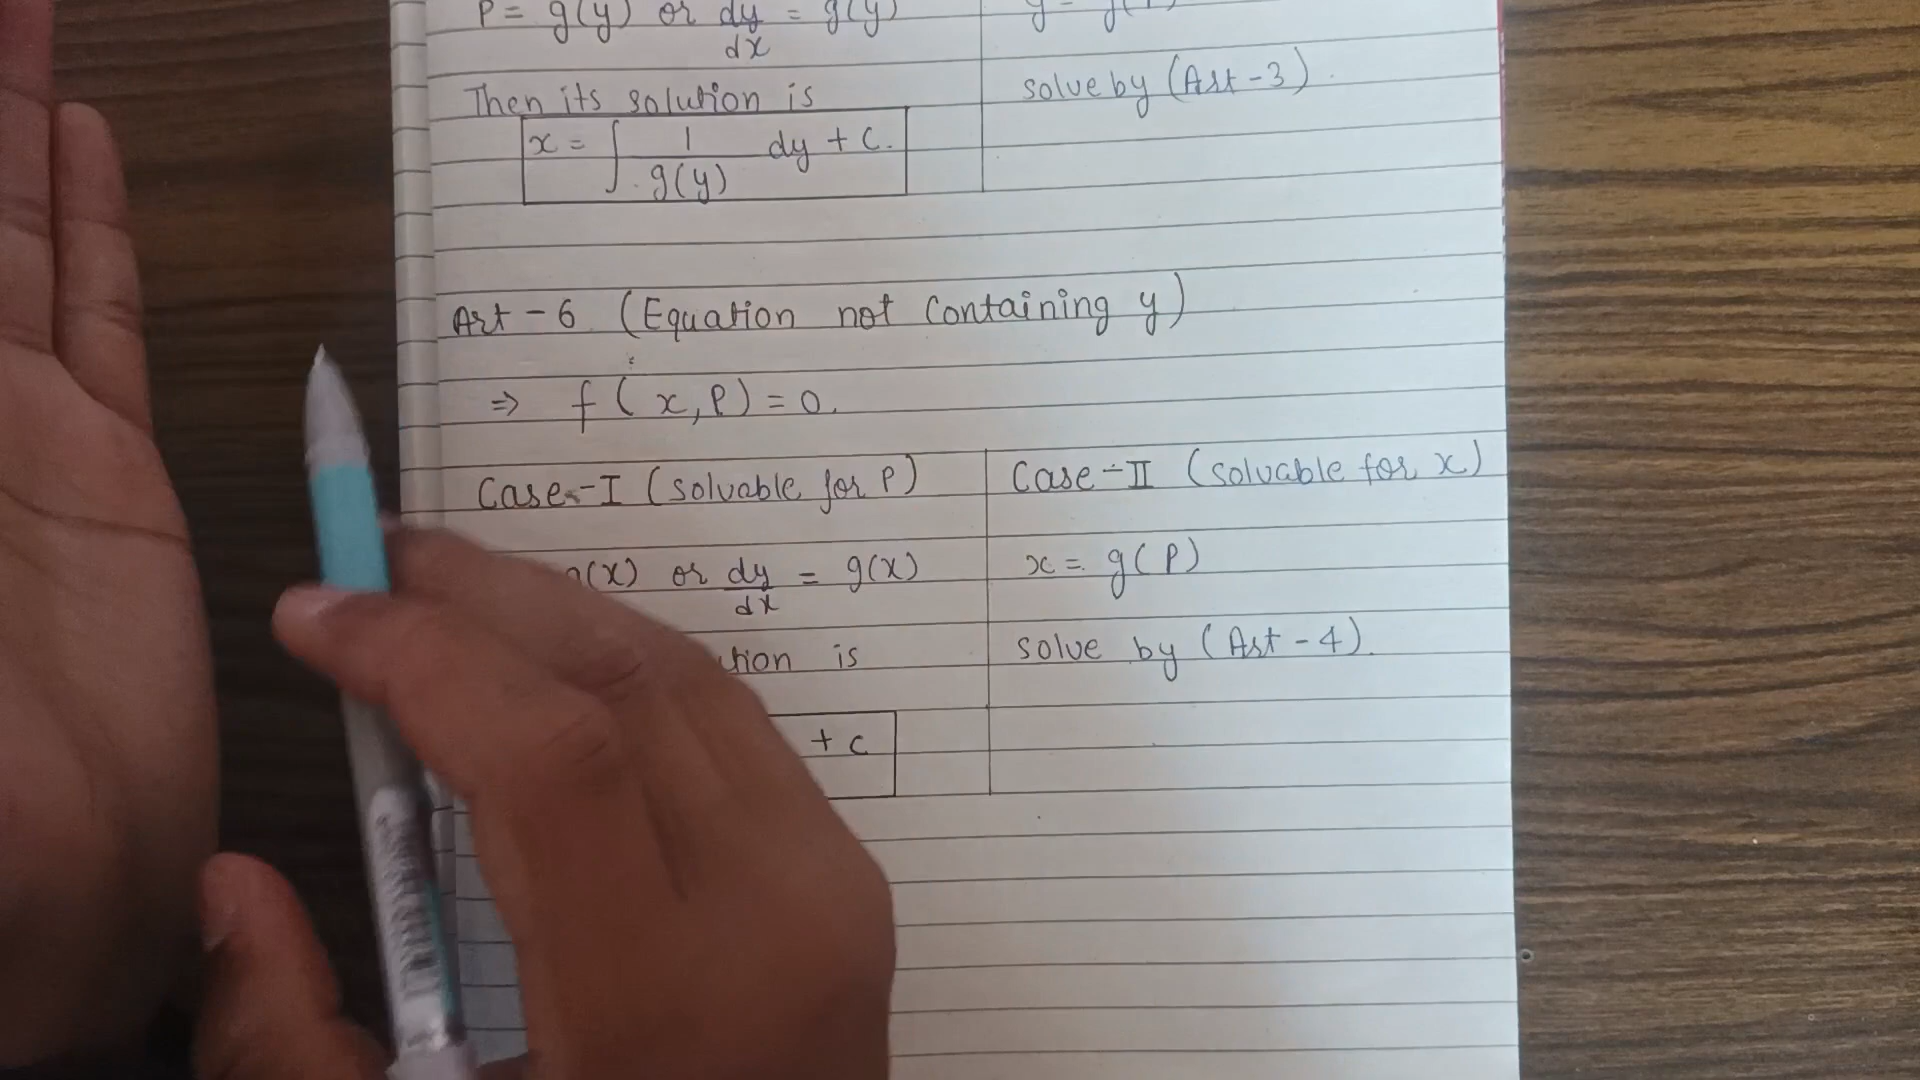 P = g(y) or dy/dx = g(y)
Then its solution is
x = ∫ 1/g(y) dy + c.
solve by (Art-3).
Art-6 (Equation not containing y)
⇒ f(x, P) = 0.
Case-I (solvable for P)
g(x) or dy/dx = g(x)
is
+ c
Case-II (solvable for x)
x = g(P)
solve by (Art-4).